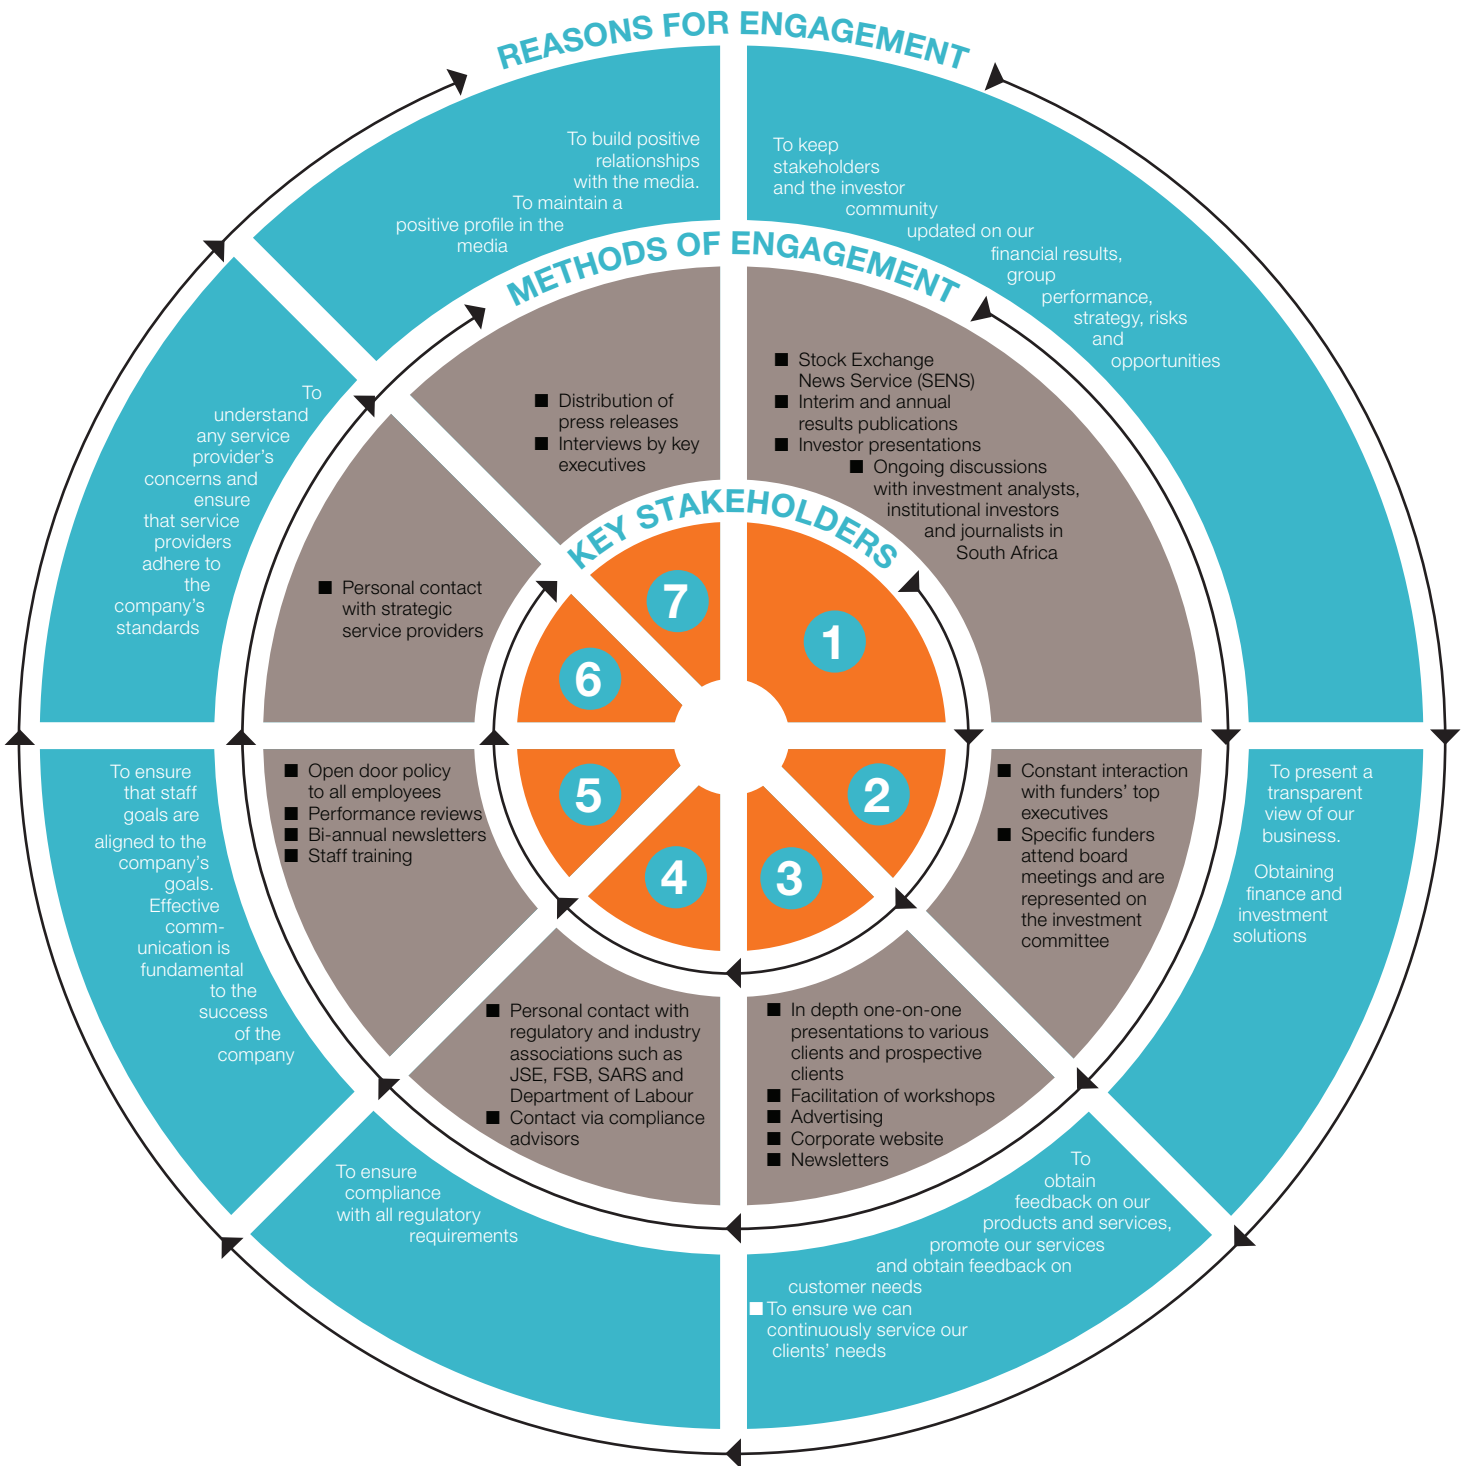 REASONS FOR ENGAGEMENT
To build positive
relationships
with the media.
To maintain a
positive profile in the
media
To keep
stakeholders
and the investor
community
updated on our
financial results,
group
performance,
strategy, risks
and
opportunities
METHODS OF ENGAGEMENT
■ Distribution of
press releases
■ Interviews by key
executives
■ Stock Exchange
News Service (SENS)
■ Interim and annual
results publications
■ Investor presentations
■ Ongoing discussions
with investment analysts,
institutional investors
and journalists in
South Africa
To
understand
any service
provider's
concerns and
ensure
that service
providers
adhere to
the
company's
standards
■ Personal contact
with strategic
service providers
KEY STAKEHOLDERS
7
1
6
5
2
4
3
To ensure
that staff
goals are
aligned to the
company's
goals.
Effective
comm-
unication is
fundamental
to the
success
of the
company
■ Open door policy
to all employees
■ Performance reviews
■ Bi-annual newsletters
■ Staff training
■ Constant interaction
with funders' top
executives
■ Specific funders
attend board
meetings and are
represented on
the investment
committee
To present a
transparent
view of our
business.
Obtaining
finance and
investment
solutions
■ Personal contact with
regulatory and industry
associations such as
JSE, FSB, SARS and
Department of Labour
■ Contact via compliance
advisors
■ In depth one-on-one
presentations to various
clients and prospective
clients
■ Facilitation of workshops
■ Advertising
■ Corporate website
■ Newsletters
To ensure
compliance
with all regulatory
requirements
To
obtain
feedback on our
products and services,
promote our services
and obtain feedback on
customer needs
■ To ensure we can
continuously service our
clients' needs